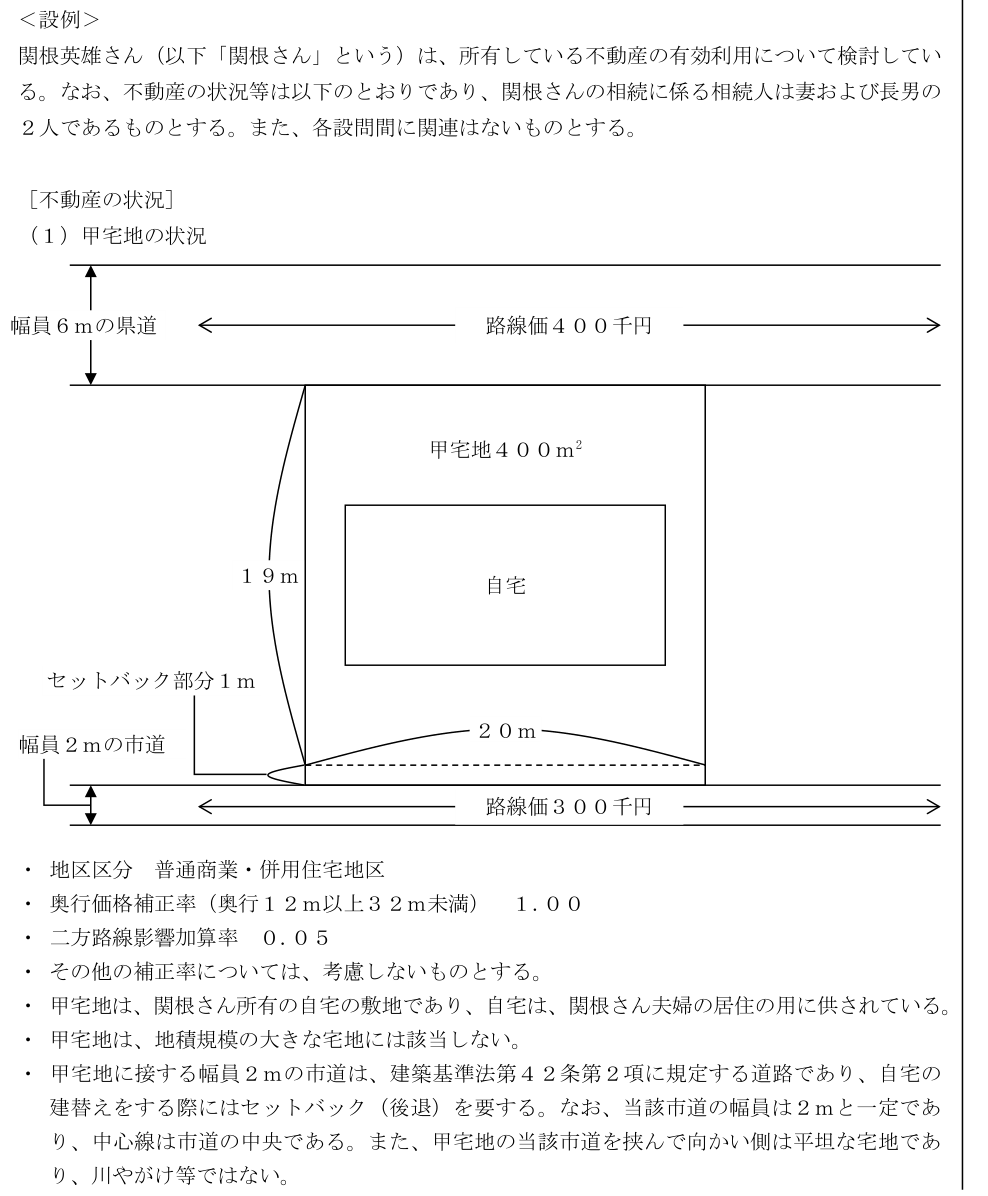 ＜設例＞
関根英雄さん（以下「関根さん」という）は、所有している不動産の有効利用について検討してい
る。なお、不動産の状況等は以下のとおりであり、関根さんの相続に係る相続人は妻および長男の
２人であるものとする。また、各設問間に関連はないものとする。
［不動産の状況］
（１）甲宅地の状況
幅員６ｍの県道
路線価４００千円
甲宅地４００ｍ²
自宅
１９ｍ
セットバック部分１ｍ
２０ｍ
幅員２ｍの市道
路線価３００千円
・ 地区区分　普通商業・併用住宅地区
・ 奥行価格補正率（奥行１２ｍ以上３２ｍ未満）　１．００
・ 二方路線影響加算率　０．０５
・ その他の補正率については、考慮しないものとする。
・ 甲宅地は、関根さん所有の自宅の敷地であり、自宅は、関根さん夫婦の居住の用に供されている。
・ 甲宅地は、地積規模の大きな宅地には該当しない。
・ 甲宅地に接する幅員２ｍの市道は、建築基準法第４２条第２項に規定する道路であり、自宅の
建替えをする際にはセットバック（後退）を要する。なお、当該市道の幅員は２ｍと一定であ
り、中心線は市道の中央である。また、甲宅地の当該市道を挟んで向かい側は平坦な宅地であ
り、川やがけ等ではない。